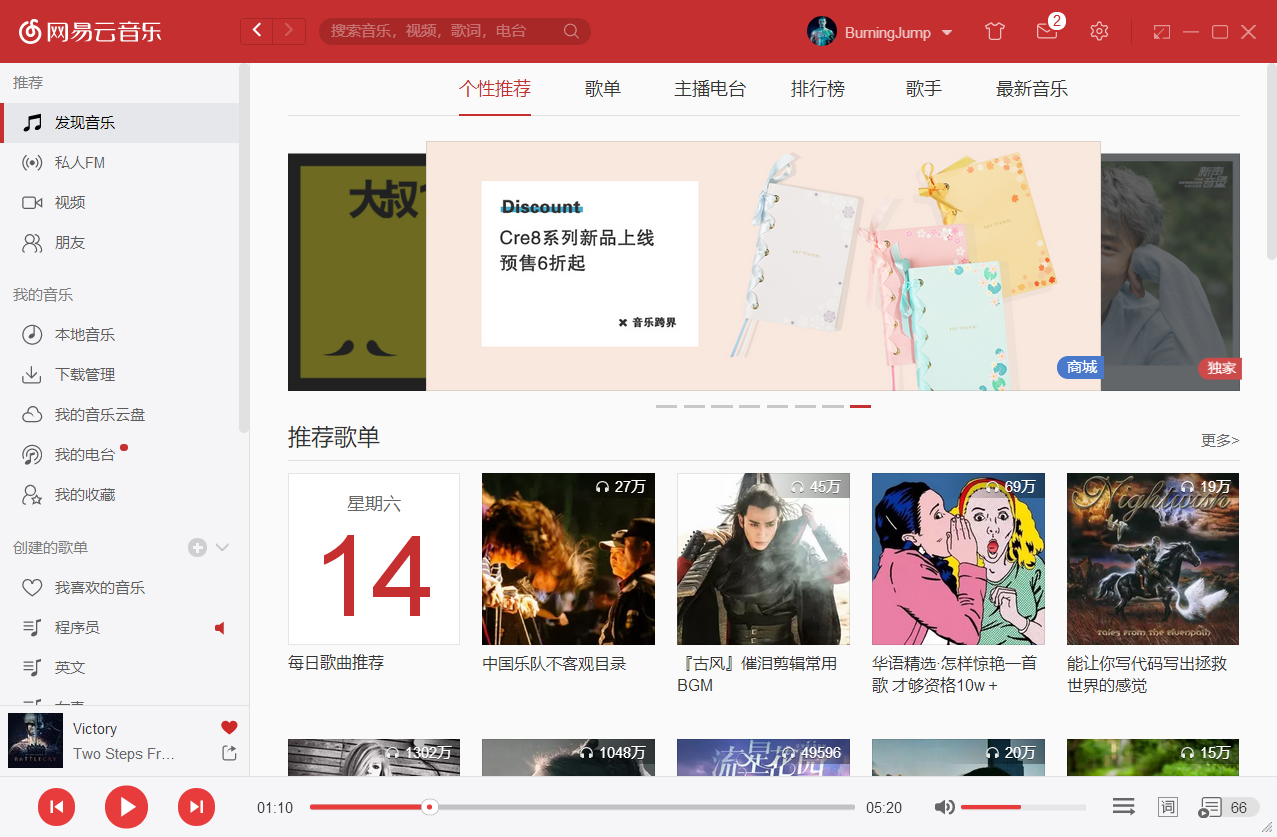 网易云音乐
搜索音乐，视频，歌词，电台
BurningJump
2
推荐
发现音乐
私人FM
视频
朋友
我的音乐
本地音乐
下载管理
我的音乐云盘
我的电台
我的收藏
创建的歌单
我喜欢的音乐
程序员
英文
Victory
Two Steps Fr...
个性推荐
歌单
主播电台
排行榜
歌手
最新音乐
大叔
Discount
Cre8系列新品上线
预售6折起
音乐跨界
商城
新声
音塑
独家
推荐歌单
更多>
星期六
14
每日歌曲推荐
27万
中国乐队不客观目录
45万
『古风』催泪剪辑常用
BGM
69万
华语精选·怎样惊艳一首
歌 才够资格10w +
19万
Nightwish
Tales From The Elvenpath
能让你写代码写出拯救
世界的感觉
1302万
1048万
流星花园
49596
20万
15万
01:10
05:20
词
66